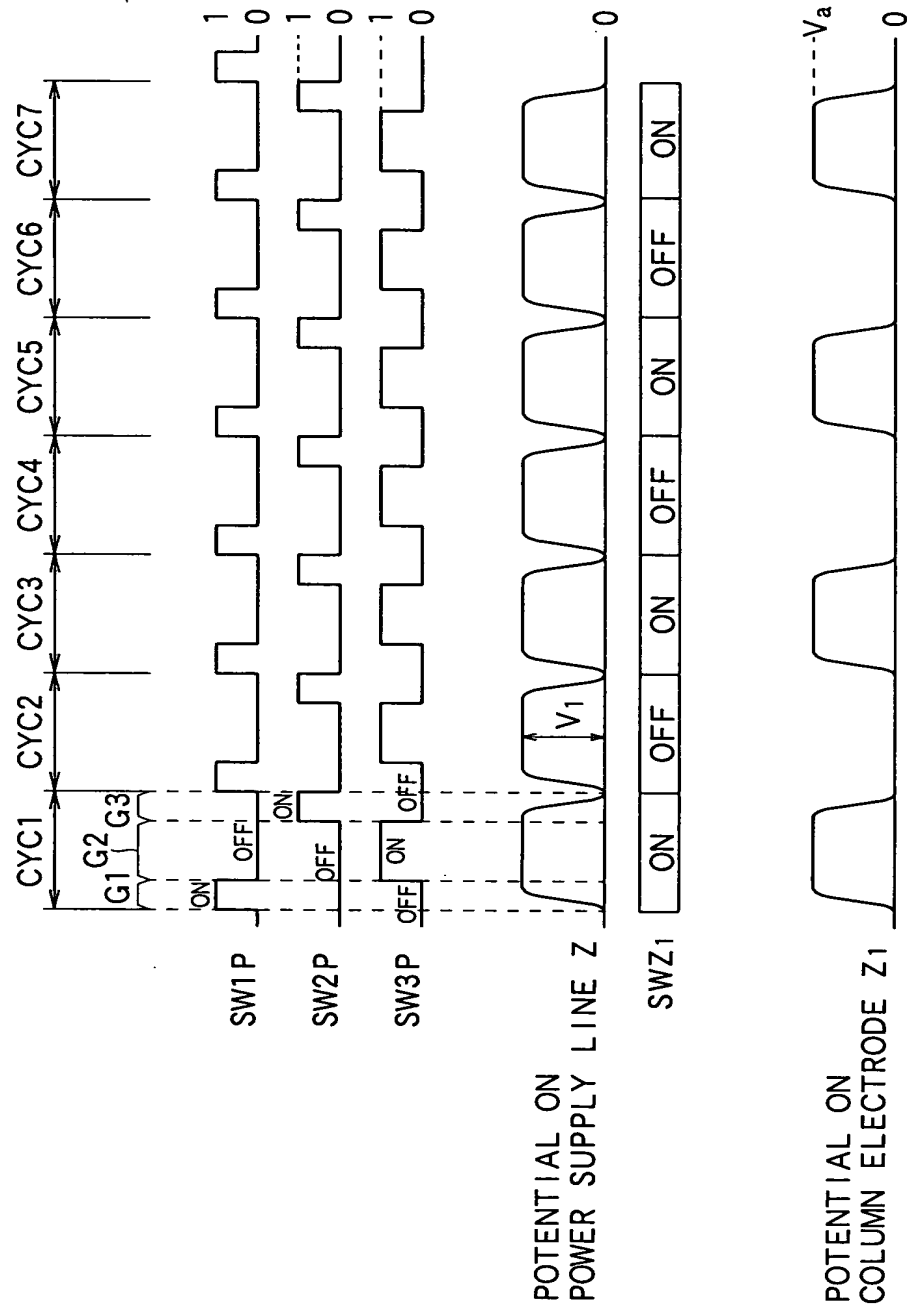 CYC1 CYC2 CYC3 CYC4 CYC5 CYC6 CYC7
G1 G2 G3
SW1P ON OFF 1 0
SW2P OFF ON 1 0
SW3P OFF ON OFF 1 0
POTENTIAL ON
POWER SUPPLY LINE Z V1 0
SWZ1 ON OFF ON OFF ON OFF ON
POTENTIAL ON
COLUMN ELECTRODE Z1 Va 0